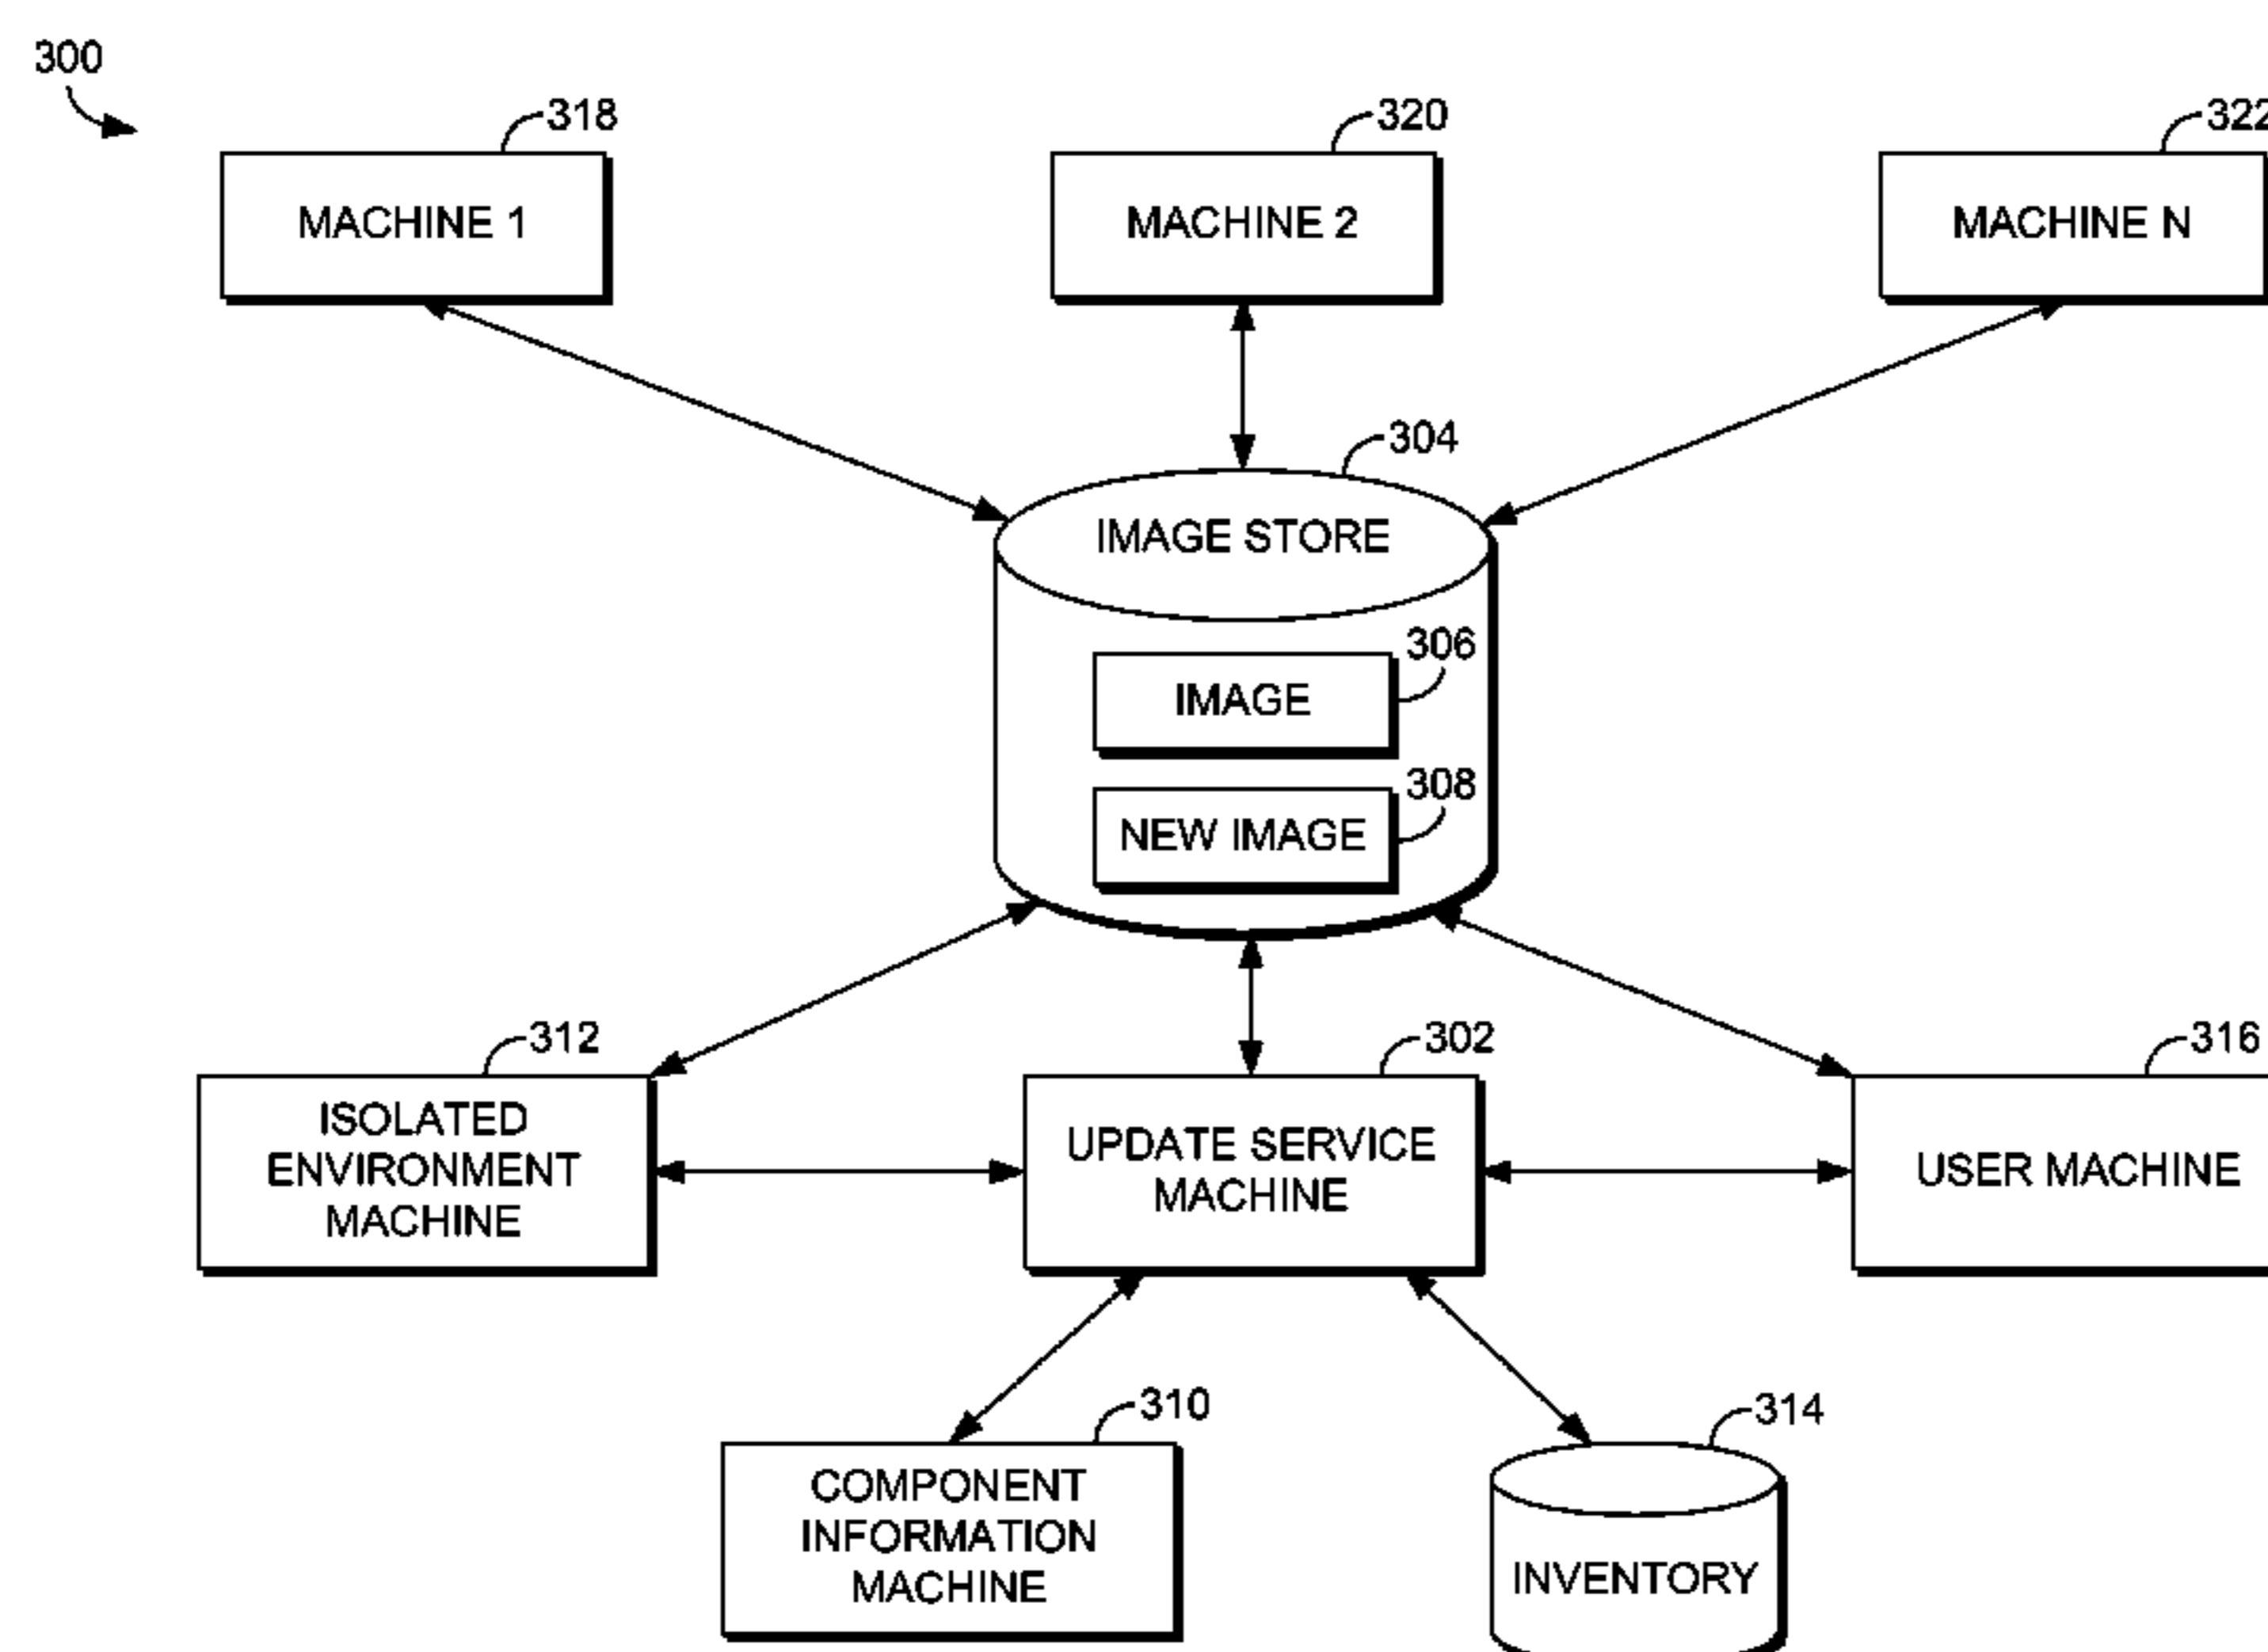 300
318
320
322
MACHINE 1
MACHINE 2
MACHINE N
304
IMAGE STORE
306
IMAGE
308
NEW IMAGE
312
302
316
ISOLATED
ENVIRONMENT
MACHINE
UPDATE SERVICE
MACHINE
USER MACHINE
310
314
COMPONENT
INFORMATION
MACHINE
INVENTORY